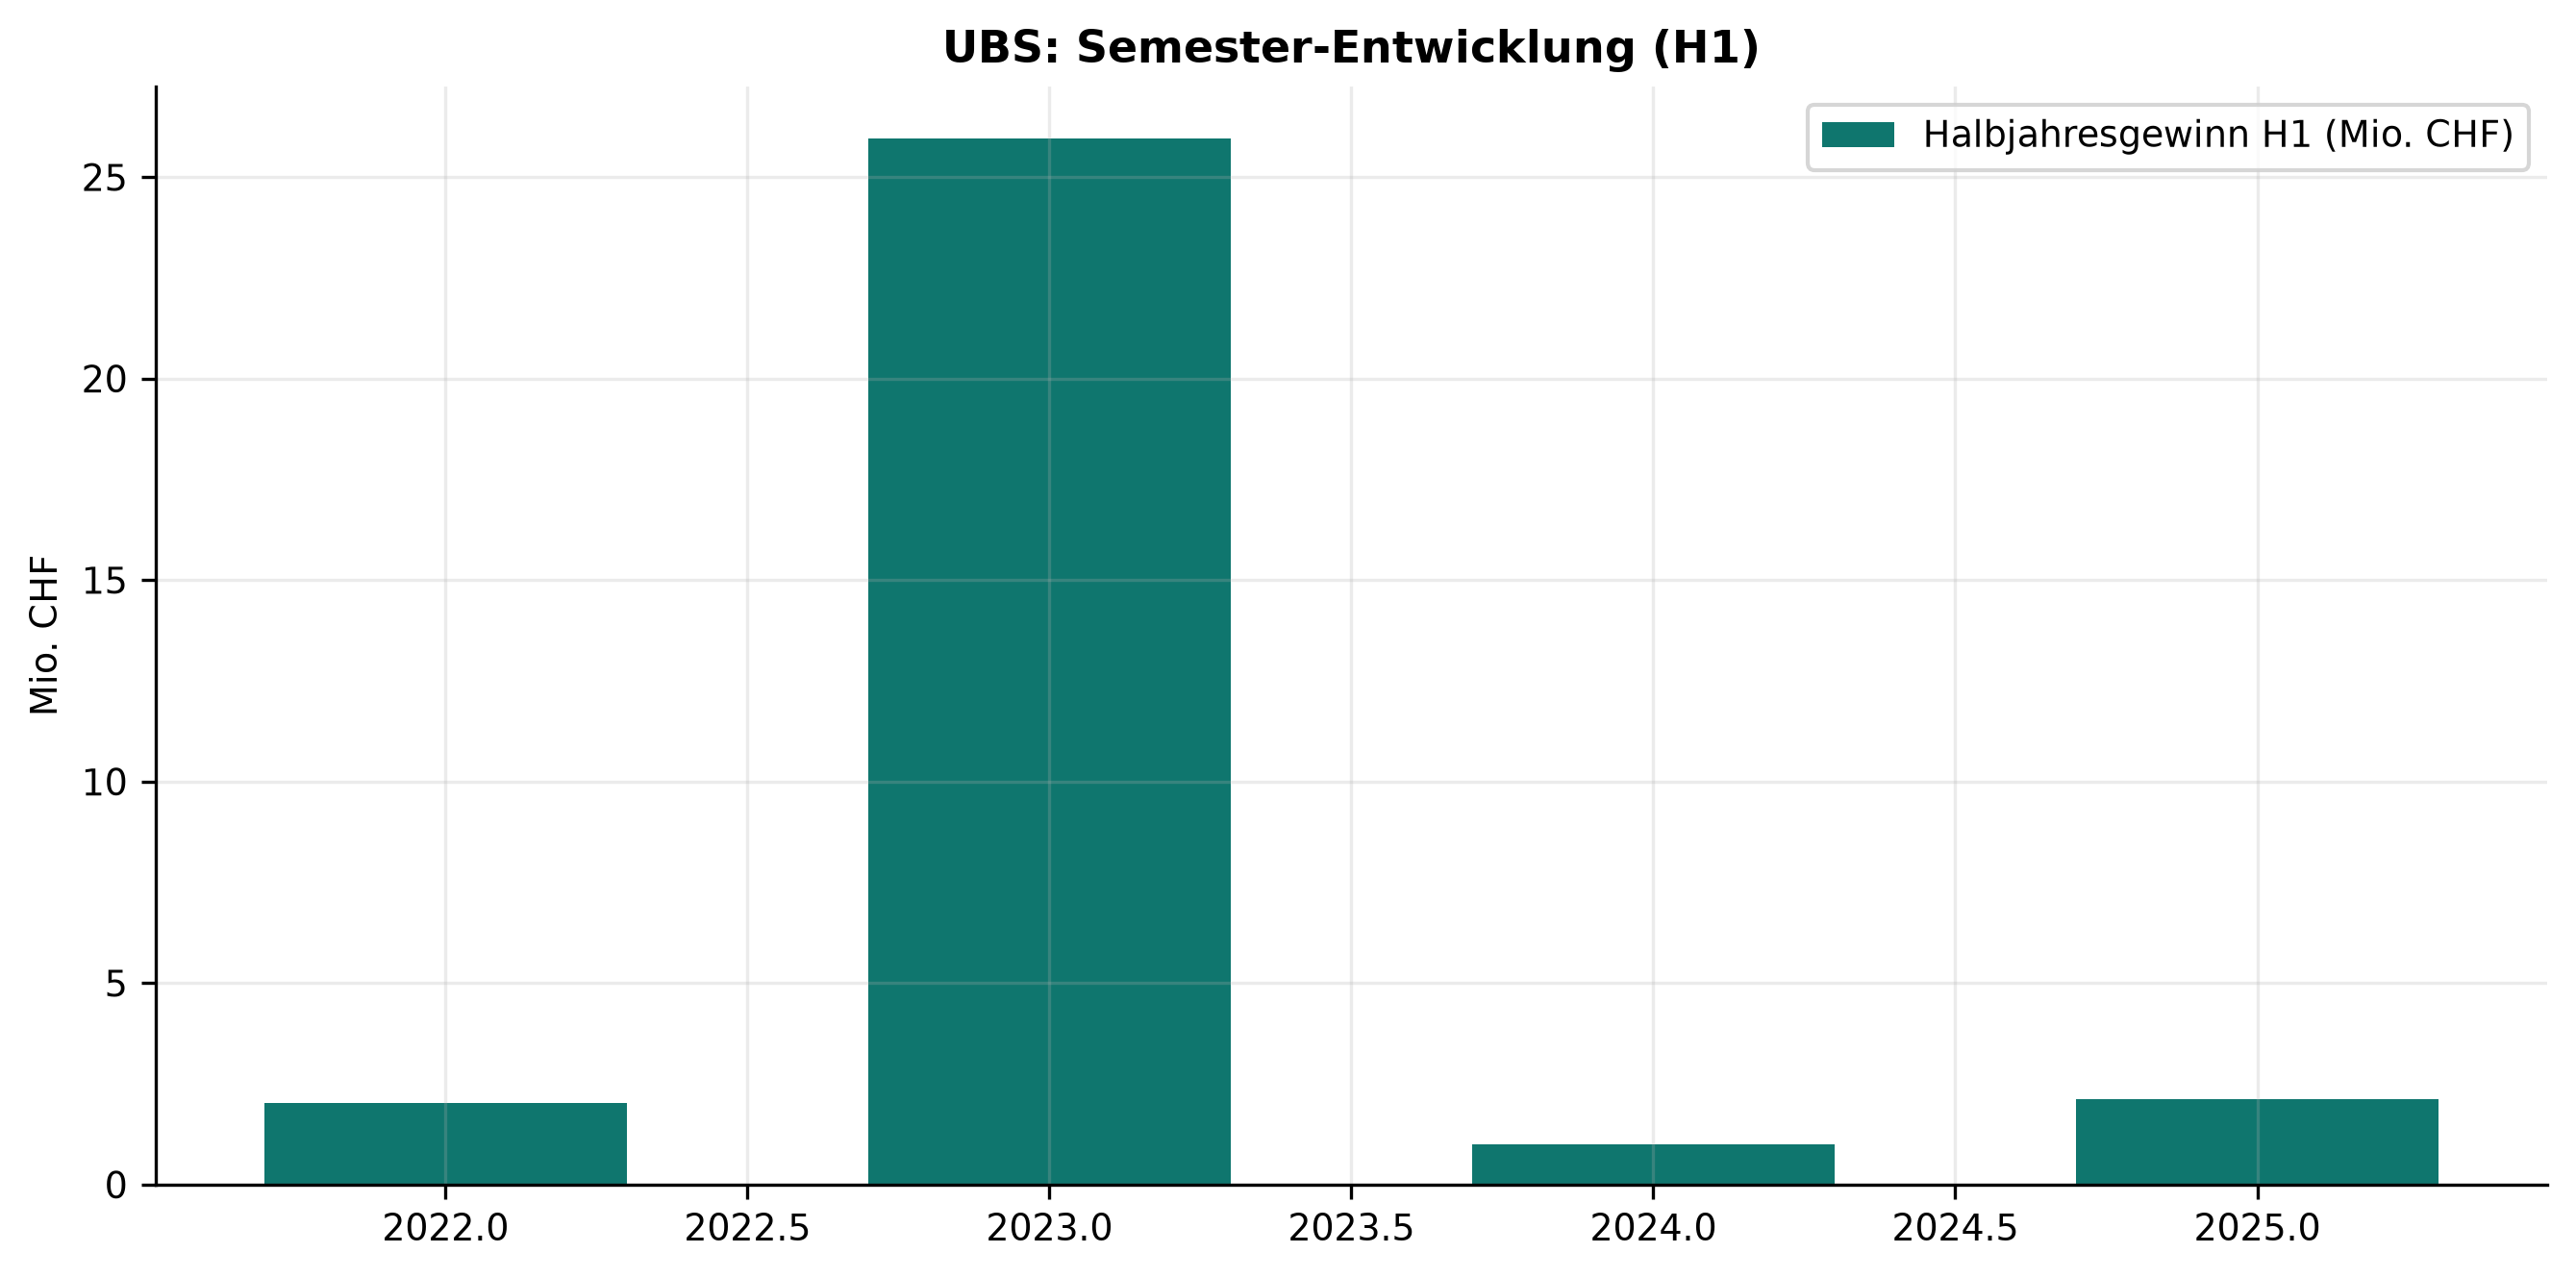 UBS: Semester-Entwicklung (H1)
Halbjahresgewinn H1 (Mio. CHF)
Mio. CHF
25
20
15
10
5
0
2022.0 2022.5 2023.0 2023.5 2024.0 2024.5 2025.0